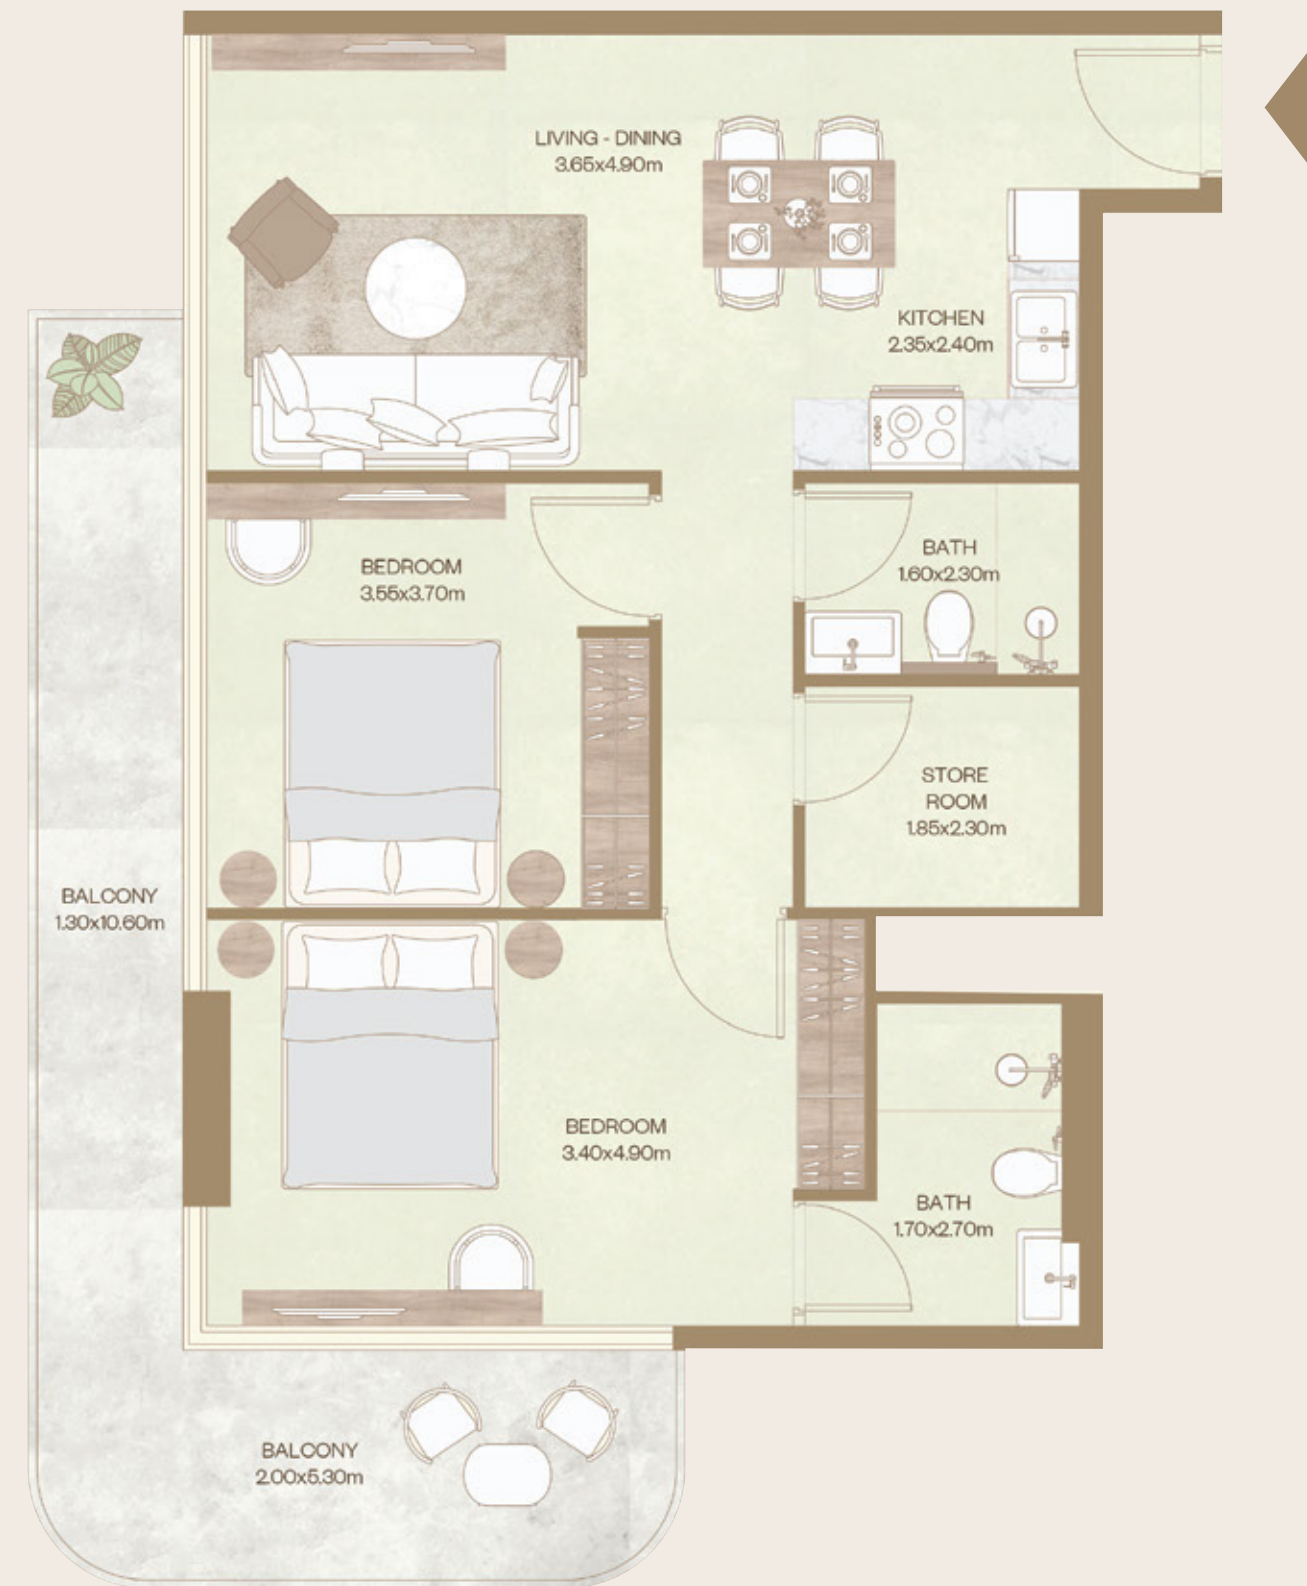 LIVING - DINING
3.65x4.90m
KITCHEN
2.35x2.40m
BATH
1.60x2.30m
BEDROOM
3.55x3.70m
STORE
ROOM
1.85x2.30m
BALCONY
1.30x10.60m
BEDROOM
3.40x4.90m
BATH
1.70x2.70m
BALCONY
2.00x5.30m